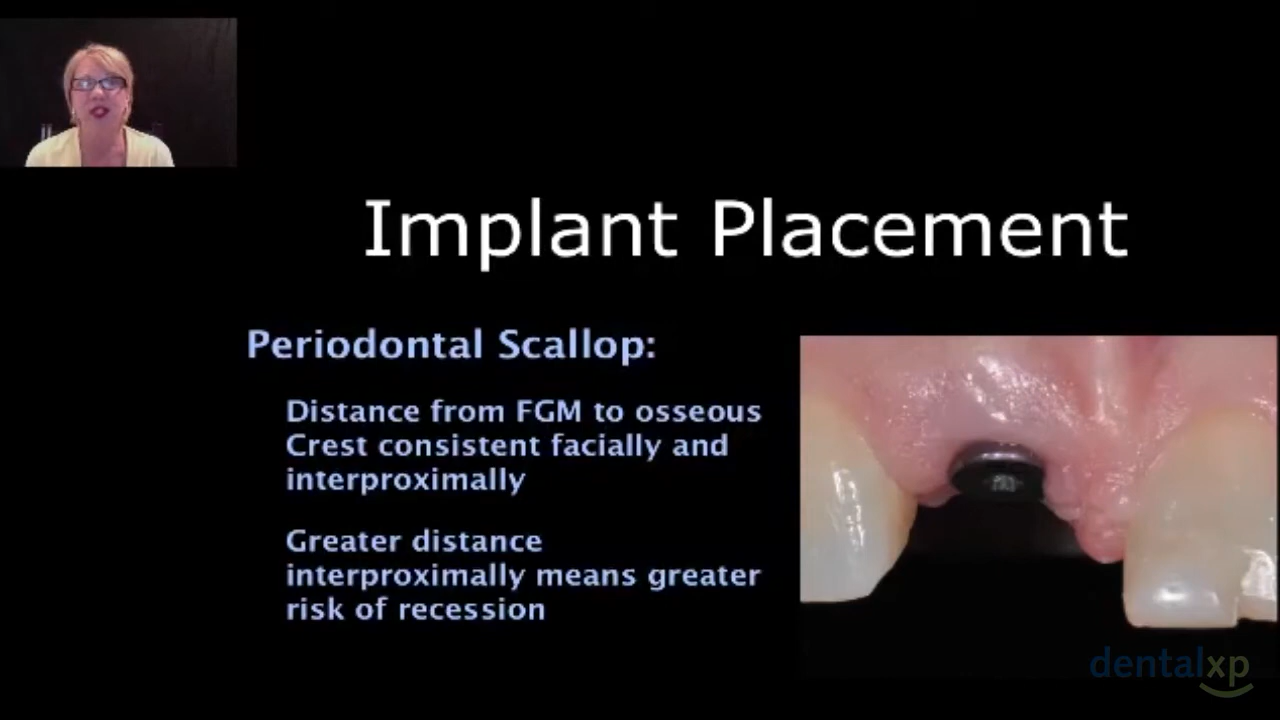 Implant Placement
Periodontal Scallop:
Distance from FGM to osseous
Crest consistent facially and
interproximally
Greater distance
interproximally means greater
risk of recession
dentalxp